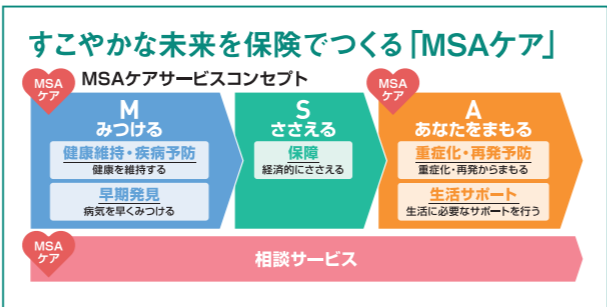 すこやかな未来を保険でつくる「MSAケア」
MSA
ケア
MSAケアサービスコンセプト
MSA
ケア
M
みつける
健康維持・疾病予防
健康を維持する
早期発見
病気を早くみつける
S
ささえる
保障
経済的にささえる
A
あなたをまもる
重症化・再発予防
重症化・再発からまもる
生活サポート
生活に必要なサポートを行う
MSA
ケア
相談サービス